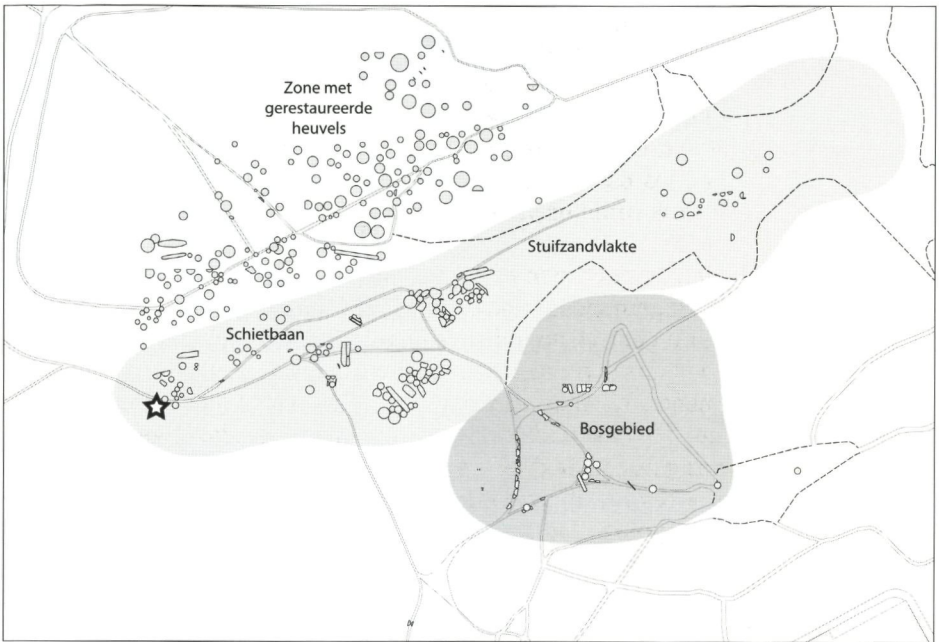 Zone met
gerestaureerde
heuvels
Stuifzandvlakte
Schietbaan
Bosgebied